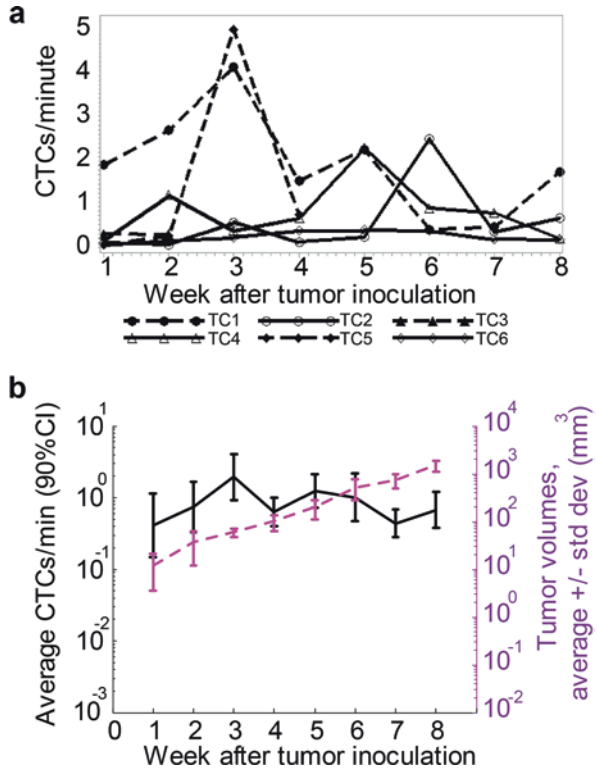 a
CTCs/minute
5
4
3
2
1
0
1 2 3 4 5 6 7 8
Week after tumor inoculation
TC1 TC2 TC3
TC4 TC5 TC6
b
Average CTCs/min (90%CI)
10^1
10^0
10^-1
10^-2
10^-3
10^4
10^3
10^2
10^1
10^0
10^-1
10^-2
Tumor volumes,
average +/- std dev (mm^3)
0 1 2 3 4 5 6 7 8
Week after tumor inoculation